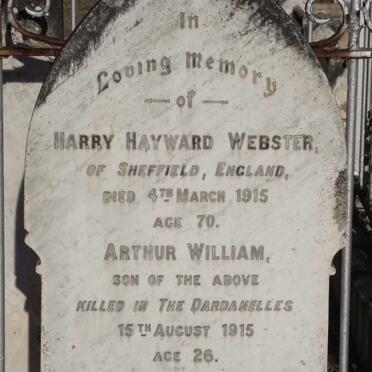 In
Loving Memory
— of —
HARRY HAYWARD WEBSTER,
OF SHEFFIELD, ENGLAND,
DIED 4TH MARCH 1915
AGE 70.
ARTHUR WILLIAM,
SON OF THE ABOVE
KILLED IN THE DARDANELLES
15TH AUGUST 1915
AGE 26.